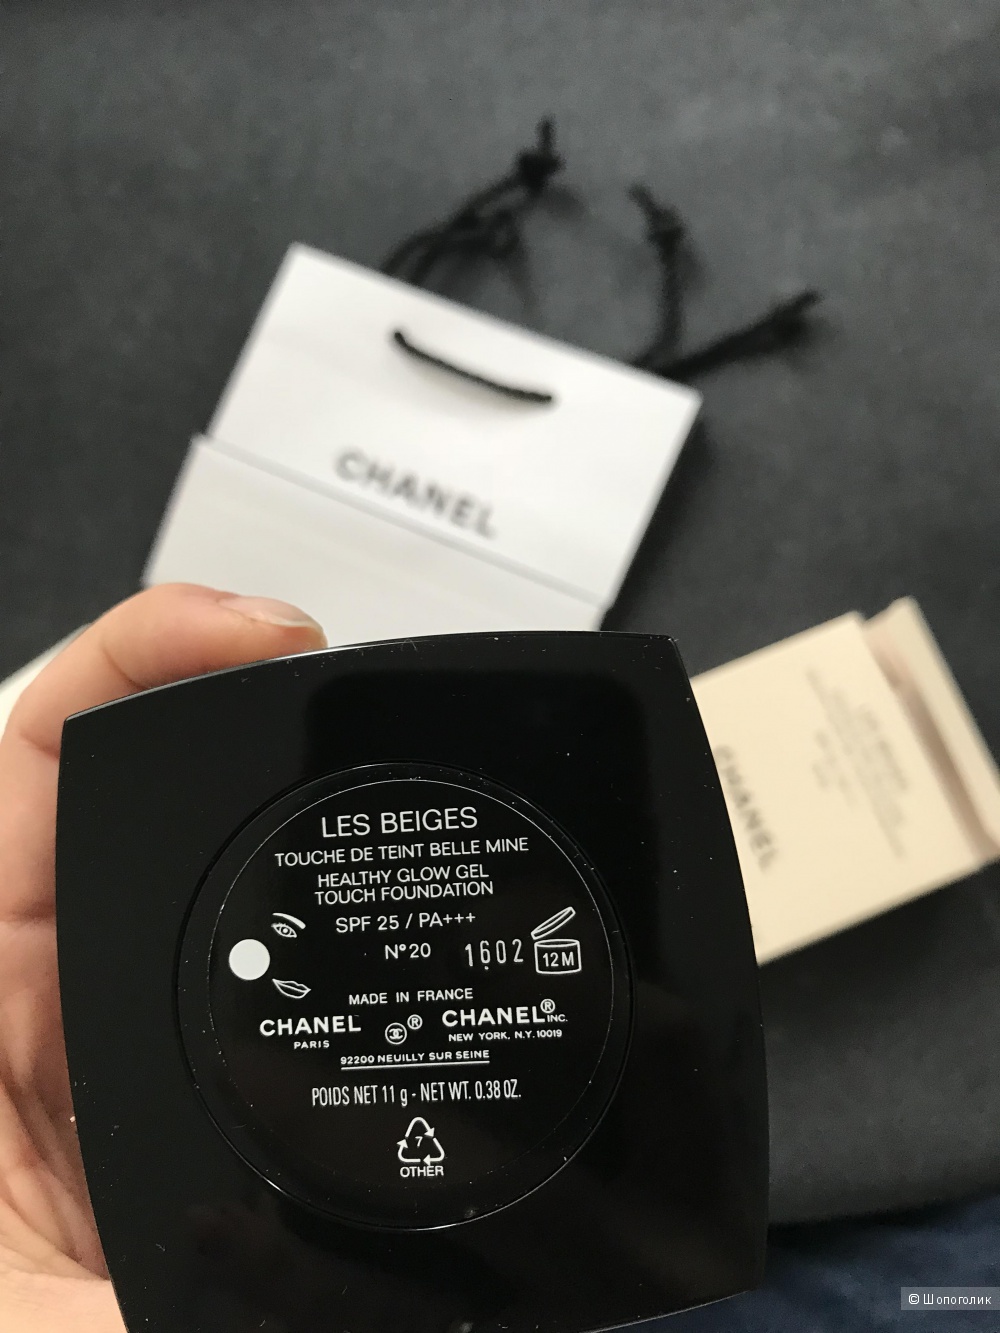 CHANEL
CHANEL
LES BEIGES
TOUCHE DE TEINT BELLE MINE
HEALTHY GLOW GEL
TOUCH FOUNDATION
SPF 25 / PA+++
N°20 1602 12M
MADE IN FRANCE
CHANEL ® CHANEL® INC.
PARIS NEW YORK, N.Y. 10019
92200 NEUILLY SUR SEINE
POIDS NET 11 g - NET WT. 0.38 OZ.
7
OTHER
© Шопоголик